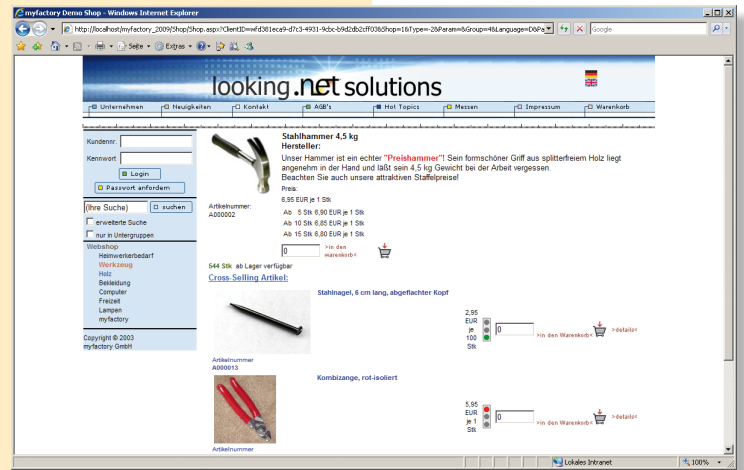 myfactory Demo Shop - Windows Internet Explorer
http://localhost/myfactory_2009/Shop/Shop.aspx?ClientID=wfd381eca9-d7c3-4931-9cbc-b9d2db2cff03&Shop=1&Type=-2&Param=&Group=4&Language=D&Pa
Google
Seite Extras
100%
looking.net solutions
Unternehmen Neuigkeiten Kontakt AGB's Hot Topics Messen Impressum Warenkorb
Kundennr.
Kennwort
Login
Passwort anfordern
(Ihre Suche) suchen
erweiterte Suche
nur in Untergruppen
Webshop
Heimwerkerbedarf
Werkzeug
Holz
Bekleidung
Computer
Freizeit
Lampen
myfactory
Copyright © 2003
myfactory GmbH
Stahlhammer 4,5 kg
Hersteller:
Unser Hammer ist ein echter "Preishammer"! Sein formschöner Griff aus splitterfreiem Holz liegt
angenehm in der Hand und läßt sein 4,5 kg Gewicht bei der Arbeit vergessen.
Beachten Sie auch unsere attraktiven Staffelpreise!
Preis:
6,95 EUR je 1 Stk
Artikelnummer:
A000002
Ab 5 Stk 6,90 EUR je 1 Stk
Ab 10 Stk 6,85 EUR je 1 Stk
Ab 15 Stk 6,80 EUR je 1 Stk
0
>in den
warenkorb<
544 Stk ab Lager verfügbar
Cross-Selling Artikel:
Stahlnagel, 6 cm lang, abgeflachter Kopf
2,95
EUR
je
100
Stk
0
>in den Warenkorb<
>details<
Artikelnummer
A000013
Kombizange, rot-isoliert
5,95
EUR
je 1
Stk
0
>in den Warenkorb<
>details<
Artikelnummer
Lokales Intranet
100%